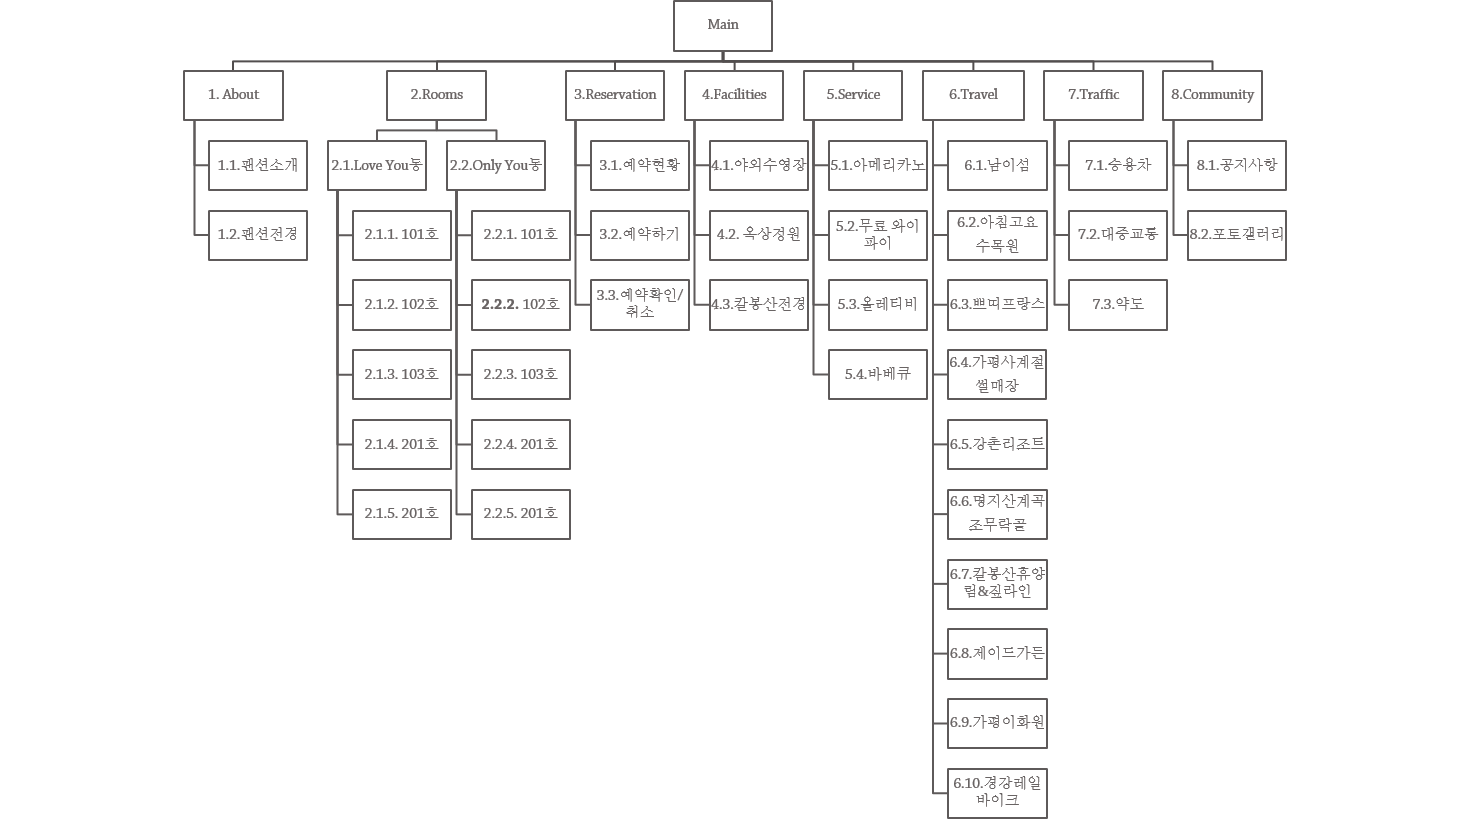 Main
1. About
2.Rooms
3.Reservation
4.Facilities
5.Service
6.Travel
7.Traffic
8.Community
1.1.팬션소개
1.2.팬션전경
2.1.Love You동
2.1.1. 101호
2.1.2. 102호
2.1.3. 103호
2.1.4. 201호
2.1.5. 201호
2.2.Only You동
2.2.1. 101호
2.2.2. 102호
2.2.3. 103호
2.2.4. 201호
2.2.5. 201호
3.1.예약현황
3.2.예약하기
3.3.예약확인/
취소
4.1.야외수영장
4.2. 옥상정원
4.3.칼봉산전경
5.1.아메리카노
5.2.무료 와이
파이
5.3.올레티비
5.4.바베큐
6.1.남이섬
6.2.아침고요
수목원
6.3.쁘띠프랑스
6.4.가평사계절
썰매장
6.5.강촌리조트
6.6.명지산계곡
조무락골
6.7.칼봉산휴양
림&짚라인
6.8.제이드가든
6.9.가평이화원
6.10.경강레일
바이크
7.1.승용차
7.2.대중교통
7.3.약도
8.1.공지사항
8.2.포토갤러리